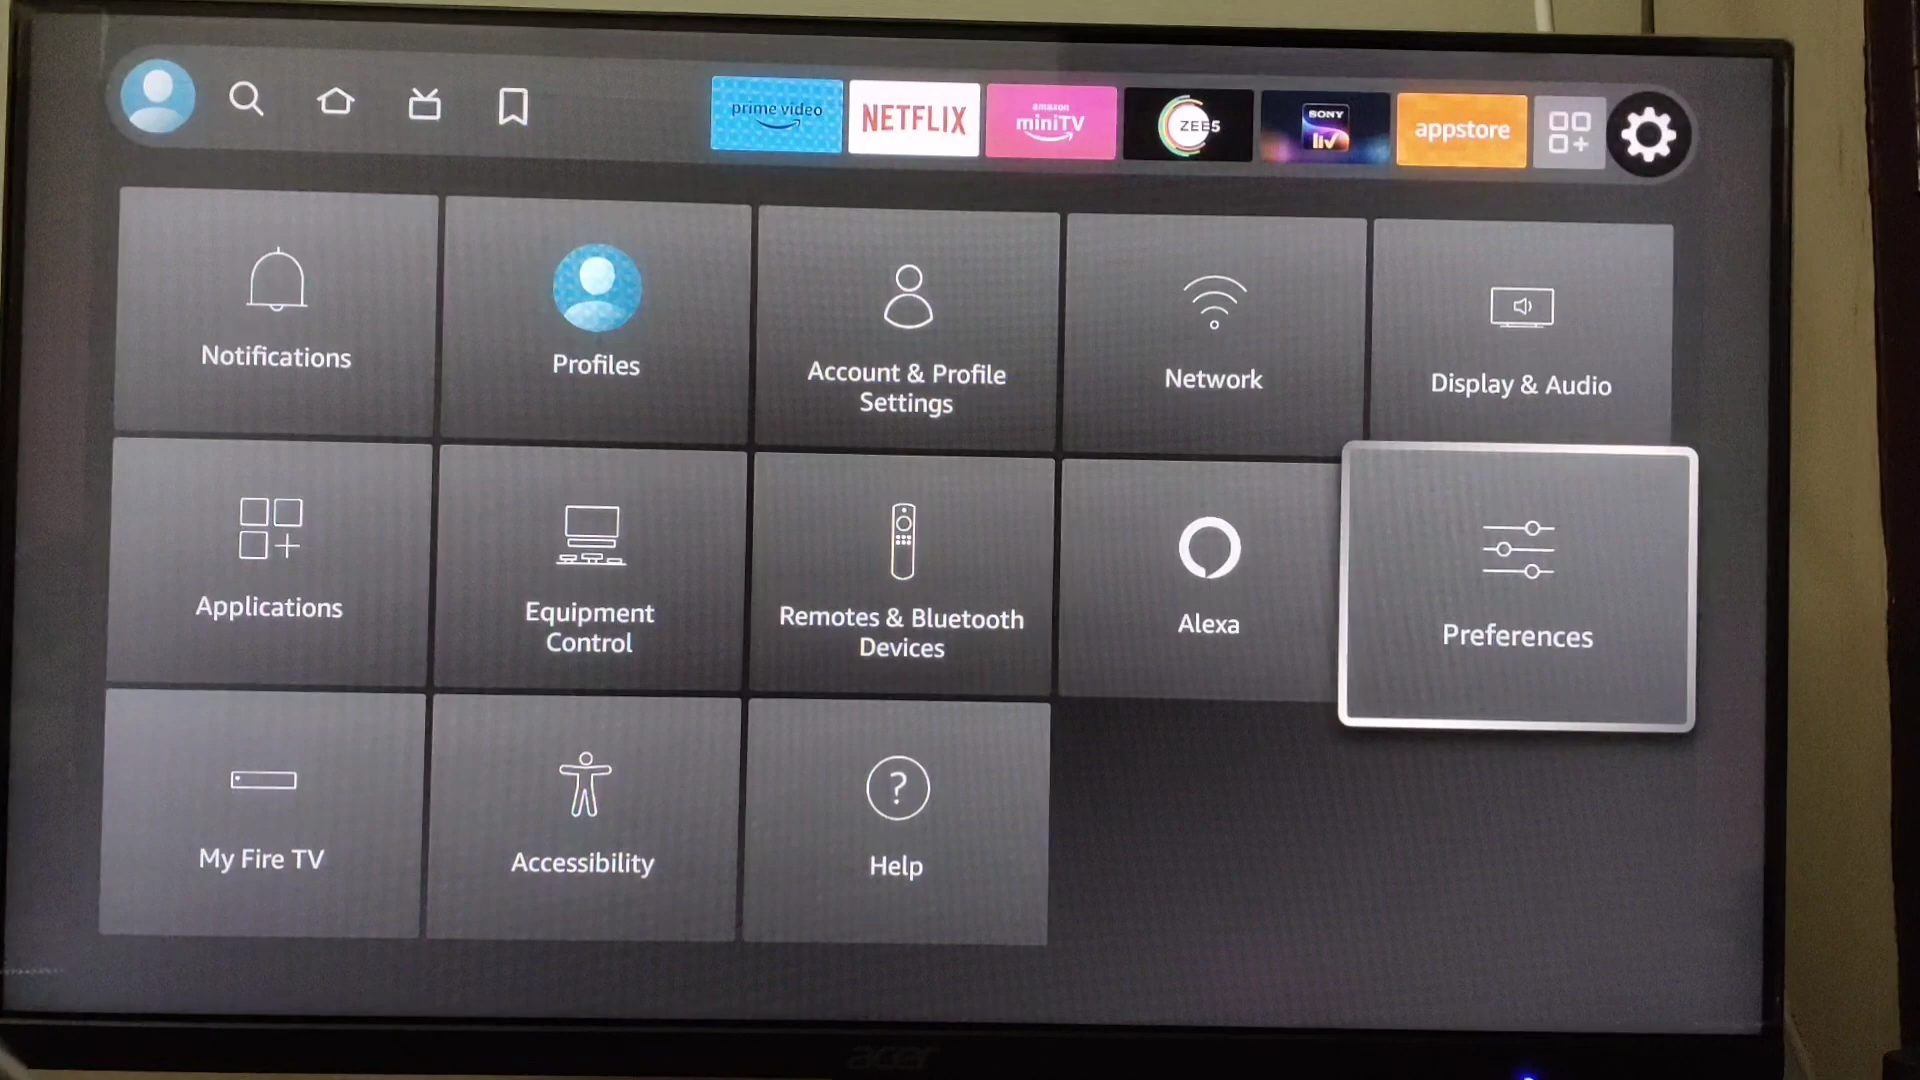 prime video
NETFLIX
amazon
miniTV
ZEE5
SONY
liv
appstore
Notifications
Profiles
Account & Profile
Settings
Network
Display & Audio
Applications
Equipment
Control
Remotes & Bluetooth
Devices
Alexa
Preferences
My Fire TV
Accessibility
?
Help
acer